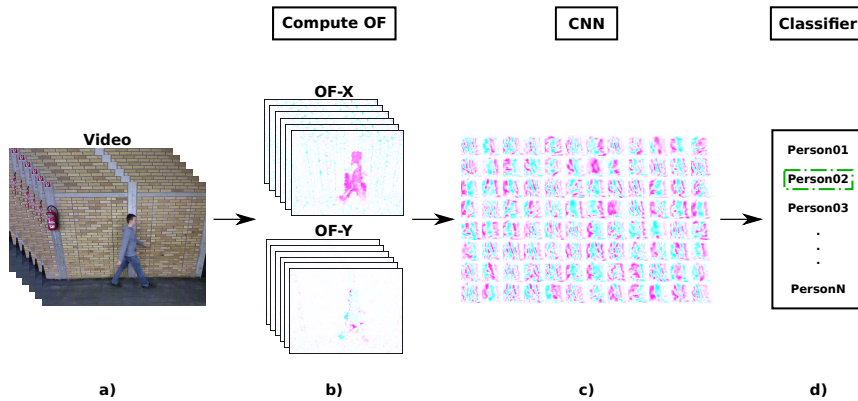 Compute OF
CNN
Classifier
Video
OF-X
OF-Y
Person01
Person02
Person03
.
.
.
PersonN
a)
b)
c)
d)